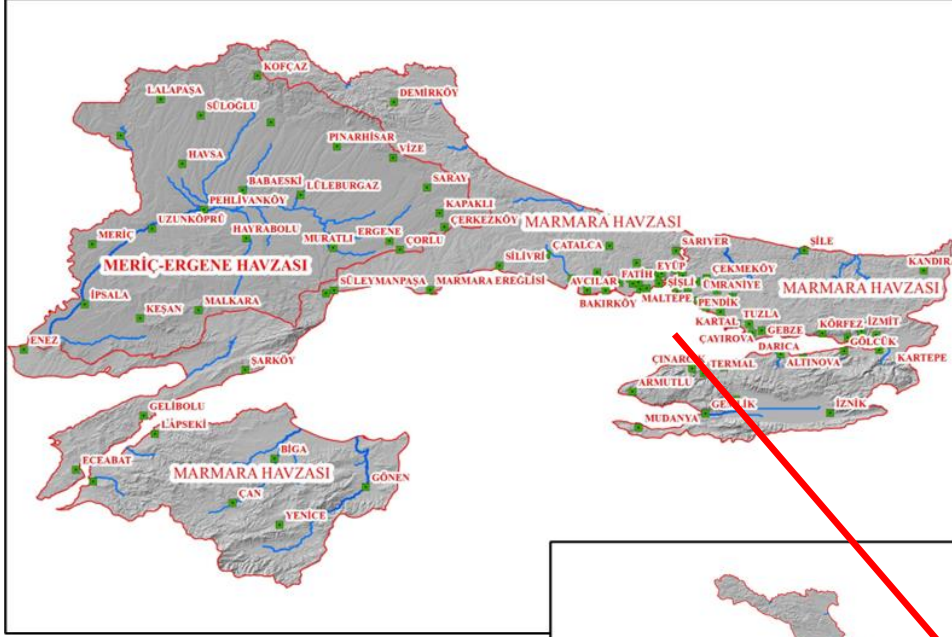 KOFÇAZ
LALAPAŞA
DEMİRKÖY
SÜLOĞLU
PINARHİSAR
VİZE
HAVSA
BABAESKİ
LÜLEBURGAZ
SARAY
PEHLİVANKÖY
KAPAKLI
UZUNKÖPRÜ
ÇERKEZKÖY
MARMARA HAVZASI
MERİÇ
HAYRABOLU
MURATLI
ERGENE
ÇORLU
ÇATALCA
SARIYER
ŞİLE
SİLİVRİ
MERİÇ-ERGENE HAVZASI
EYÜP
ÇEKMEKÖY
KANDIRA
FATİH
ŞİŞLİ
ÜMRANİYE
MARMARA HAVZASI
SÜLEYMANPAŞA
MARMARA EREĞLİSİ
AVCILAR
BAKIRKÖY
MALTEPE
PENDİK
İPSALA
KEŞAN
MALKARA
KARTAL
TUZLA
GEBZE
KÖRFEZ
İZMİT
ENEZ
ÇAYIROVA
DARICA
GÖLCÜK
ŞARKÖY
ÇINARCIK
TERMAL
ALTINOVA
KARTEPE
ARMUTLU
GELİBOLU
GEMLİK
İZNİK
LAPSEKİ
MUDANYA
ECEABAT
BİGA
MARMARA HAVZASI
GÖNEN
ÇAN
YENİCE